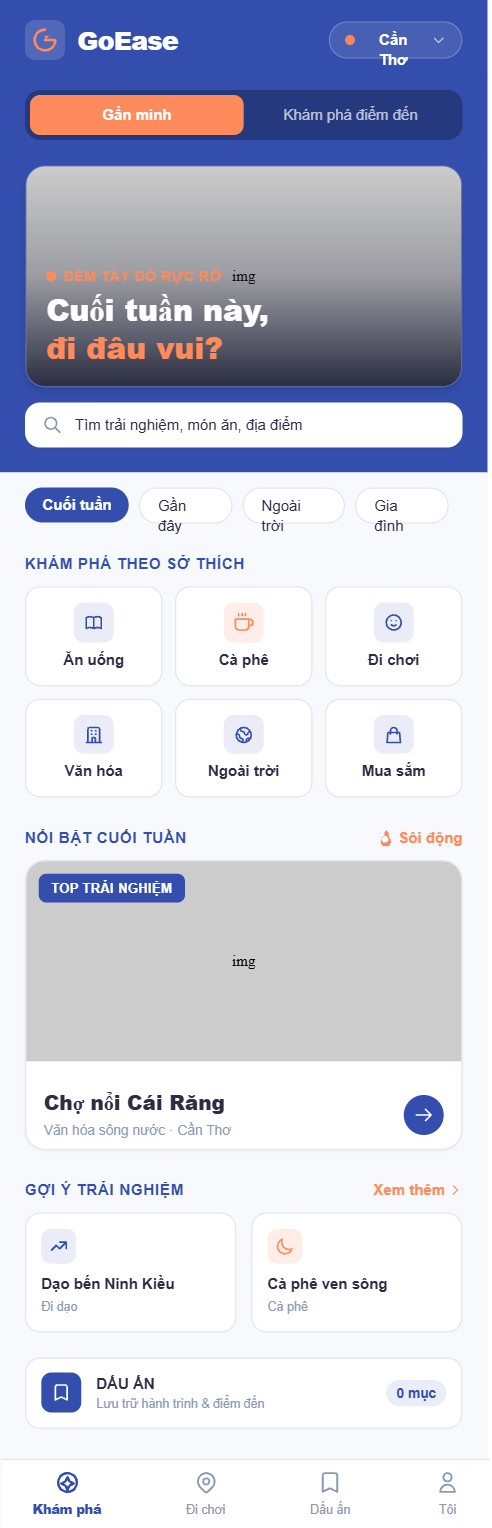 GoEase
Cần
Thơ
Gần mình
Khám phá điểm đến
ĐÊM TÂY ĐÔ RỰC RỠ
img
Cuối tuần này,
đi đâu vui?
Tìm trải nghiệm, món ăn, địa điểm
Cuối tuần
Gần
đây
Ngoài
trời
Gia
đình
KHÁM PHÁ THEO SỞ THÍCH
Ăn uống
Cà phê
Đi chơi
Văn hóa
Ngoài trời
Mua sắm
NỔI BẬT CUỐI TUẦN
Sôi động
TOP TRẢI NGHIỆM
img
Chợ nổi Cái Răng
Văn hóa sông nước · Cần Thơ
GỢI Ý TRẢI NGHIỆM
Xem thêm
Dạo bến Ninh Kiều
Đi dạo
Cà phê ven sông
Cà phê
DẤU ẤN
Lưu trữ hành trình & điểm đến
0 mục
Khám phá
Đi chơi
Dấu ấn
Tôi